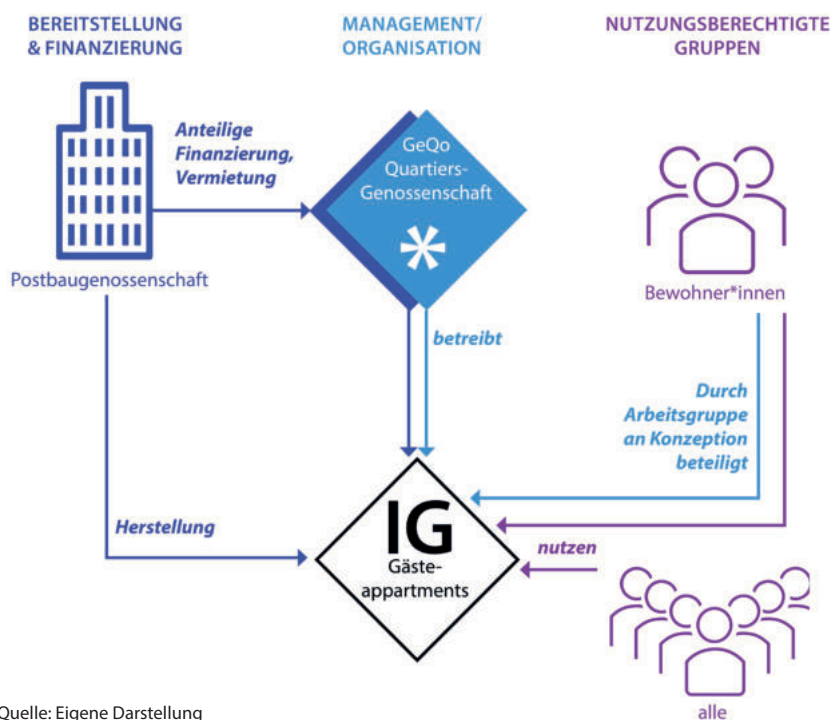 BEREITSTELLUNG
& FINANZIERUNG
MANAGEMENT/
ORGANISATION
NUTZUNGSBERECHTIGTE
GRUPPEN
Anteilige
Finanzierung,
Vermietung
GeQo
Quartiers-
Genossenschaft
*
Postbaugenossenschaft
Bewohner*innen
betreibt
Durch
Arbeitsgruppe
an Konzeption
beteiligt
Herstellung
IG
Gäste-
appartments
nutzen
alle
Quelle: Eigene Darstellung